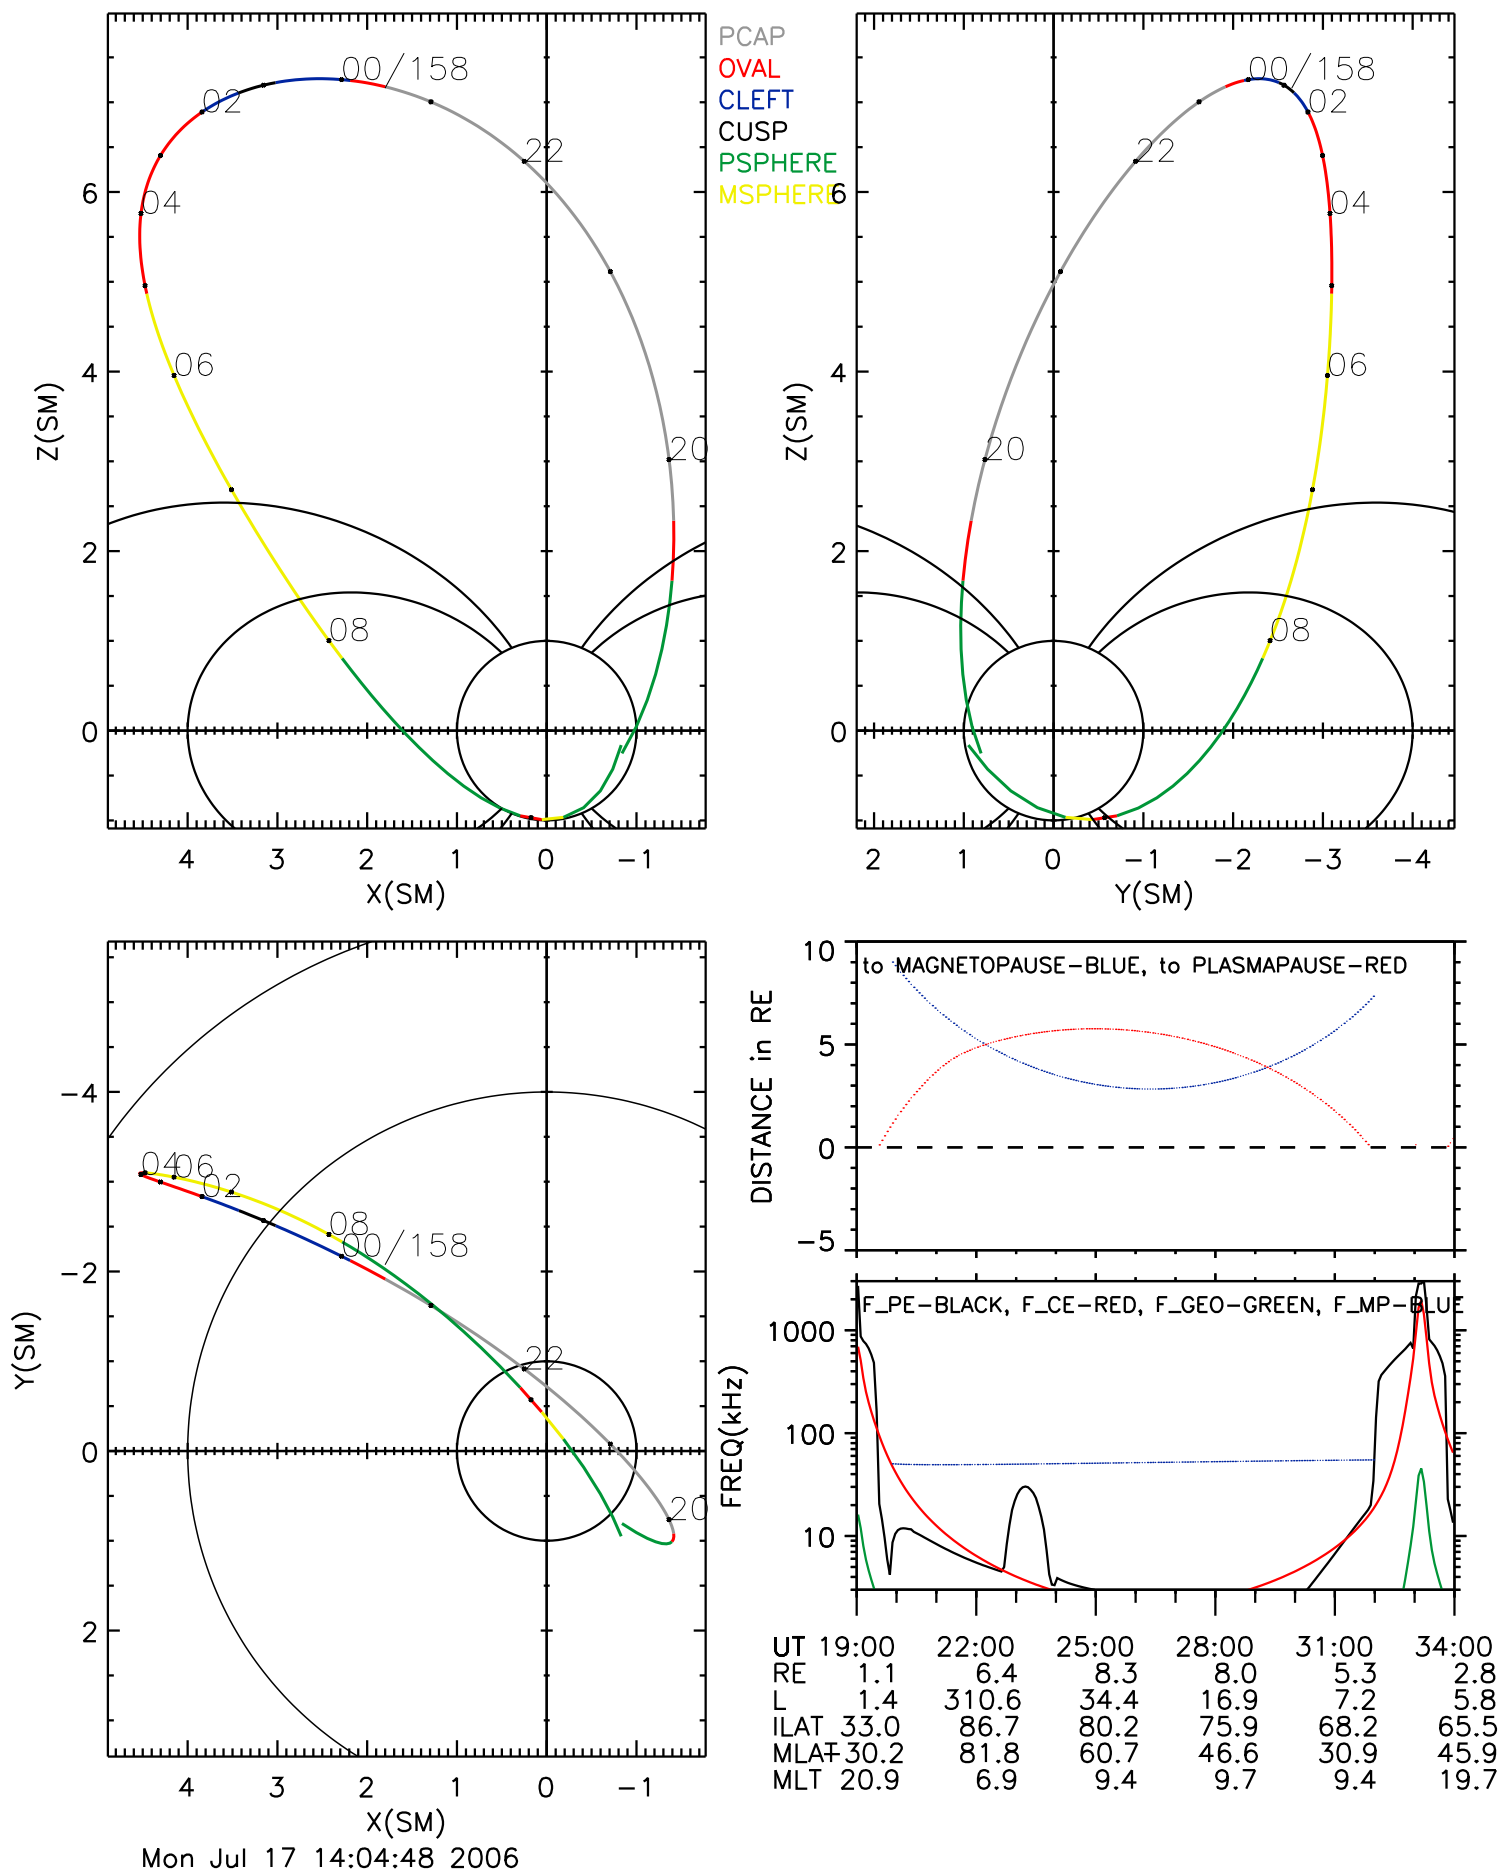 PCAP
OVAL
CLEFT
CUSP
PSPHERE
MSPHERE
00/158
02
22
04
06
20
08
6
4
2
0
Z(SM)
4 3 2 1 0 −1
X(SM)
00/158
02
22
04
06
20
08
6
4
2
0
Z(SM)
2 1 0 −1 −2 −3 −4
Y(SM)
−4
−2
0
2
Y(SM)
04
06
02
08
00/158
22
20
4 3 2 1 0 −1
X(SM)
10
5
0
−5
DISTANCE in RE
to MAGNETOPAUSE−BLUE, to PLASMAPAUSE−RED
1000
100
10
FREQ(kHz)
F_PE−BLACK, F_CE−RED, F_GEO−GREEN, F_MP−BLUE
UT 19:00 22:00 25:00 28:00 31:00 34:00
RE 1.1 6.4 8.3 8.0 5.3 2.8
L 1.4 310.6 34.4 16.9 7.2 5.8
ILAT 33.0 86.7 80.2 75.9 68.2 65.5
MLAT −30.2 81.8 60.7 46.6 30.9 45.9
MLT 20.9 6.9 9.4 9.7 9.4 19.7
Mon Jul 17 14:04:48 2006